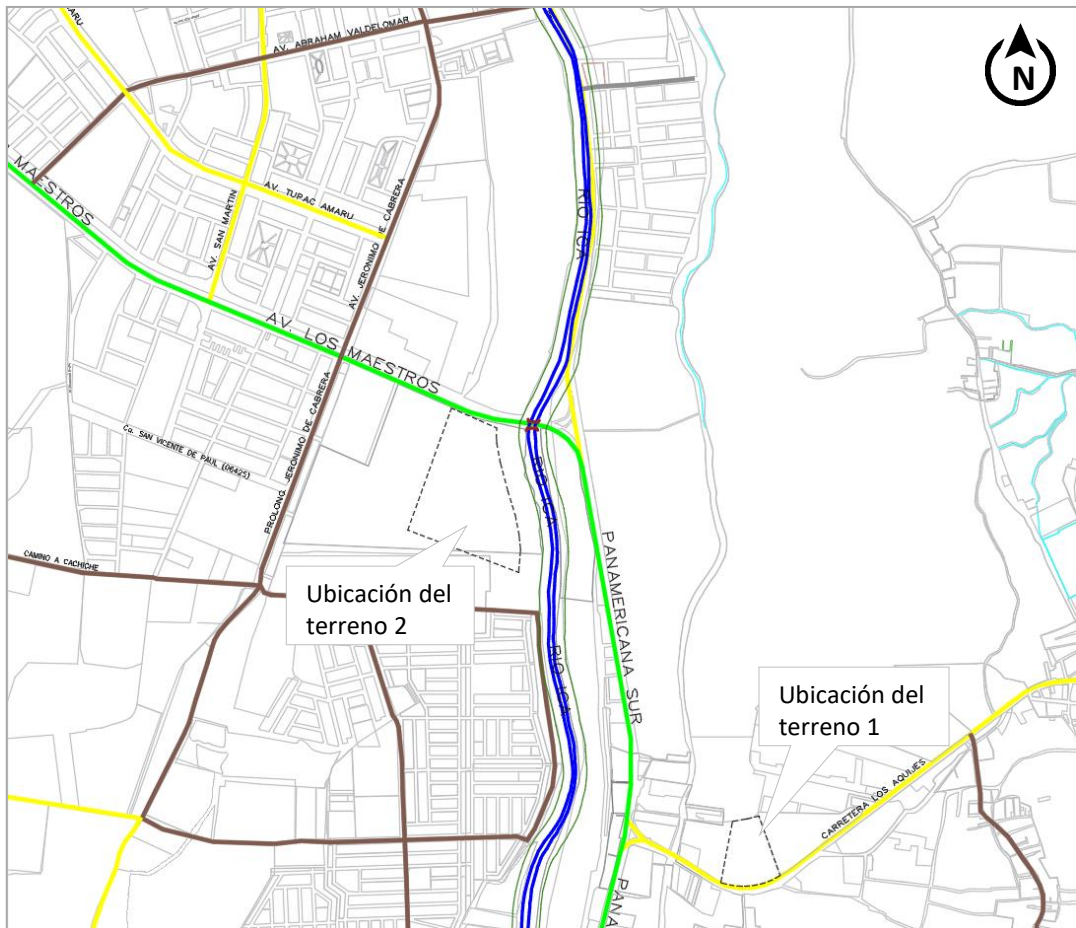 N
AV. ABRAHAM VALDELOMAR
MAESTROS
AV. TUPAC AMARU
AV. SAN MARTIN
AV. JERONIMO DE CABRERA
RIO ICA
AV. LOS MAESTROS
Ca. SAN VICENTE DE PAUL (06425)
PROLONG. JERONIMO DE CABRERA
RIO ICA
CAMINO A CACHICHE
PANAMERICANA SUR
Ubicación del
terreno 2
RIO ICA
Ubicación del
terreno 1
CARRETERA LOS AQUIJES
PANA